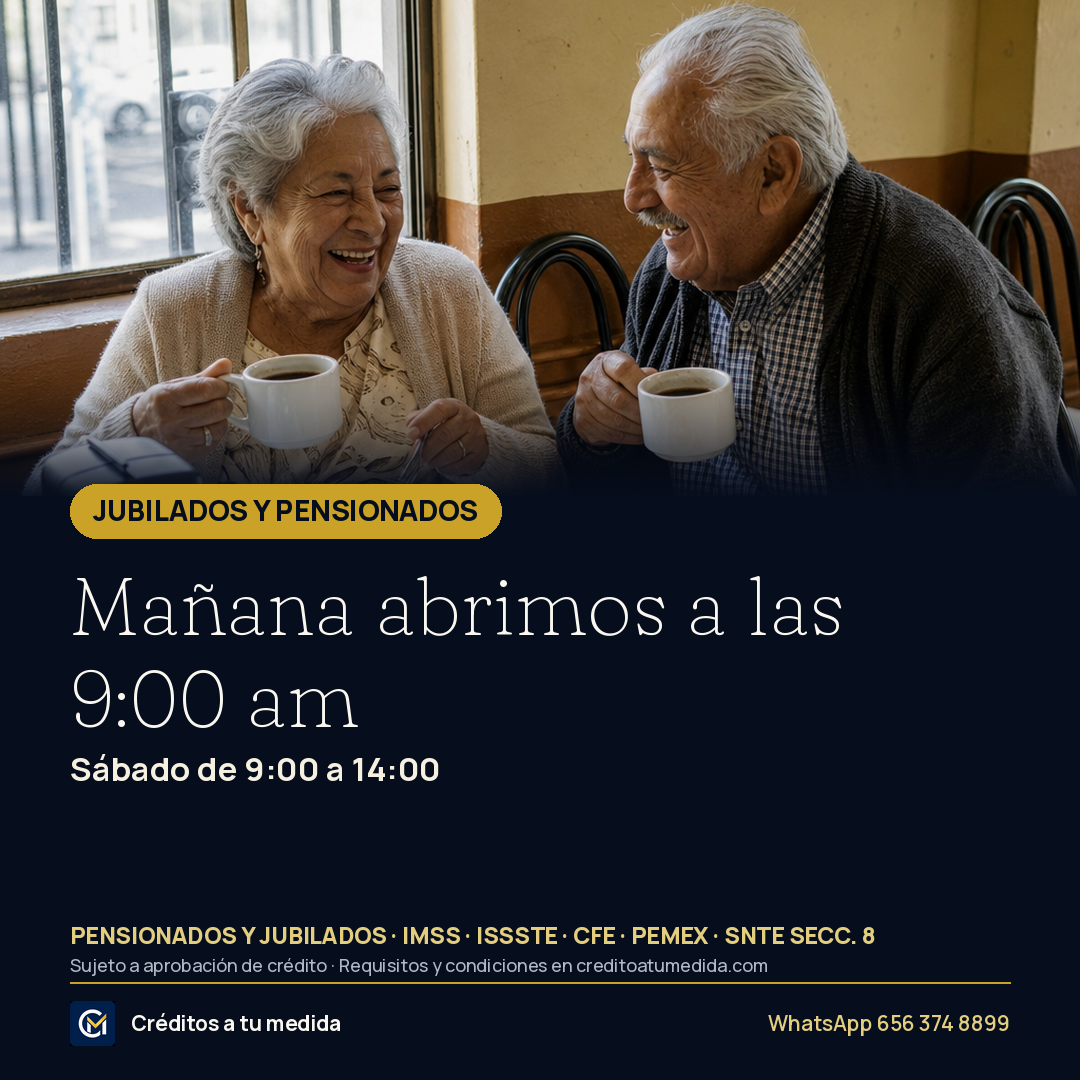 JUBILADOS Y PENSIONADOS
Mañana abrimos a las
9:00 am
Sábado de 9:00 a 14:00
PENSIONADOS Y JUBILADOS · IMSS · ISSSTE · CFE · PEMEX · SNTE SECC. 8
Sujeto a aprobación de crédito · Requisitos y condiciones en creditoatumedida.com
Créditos a tu medida
WhatsApp 656 374 8899